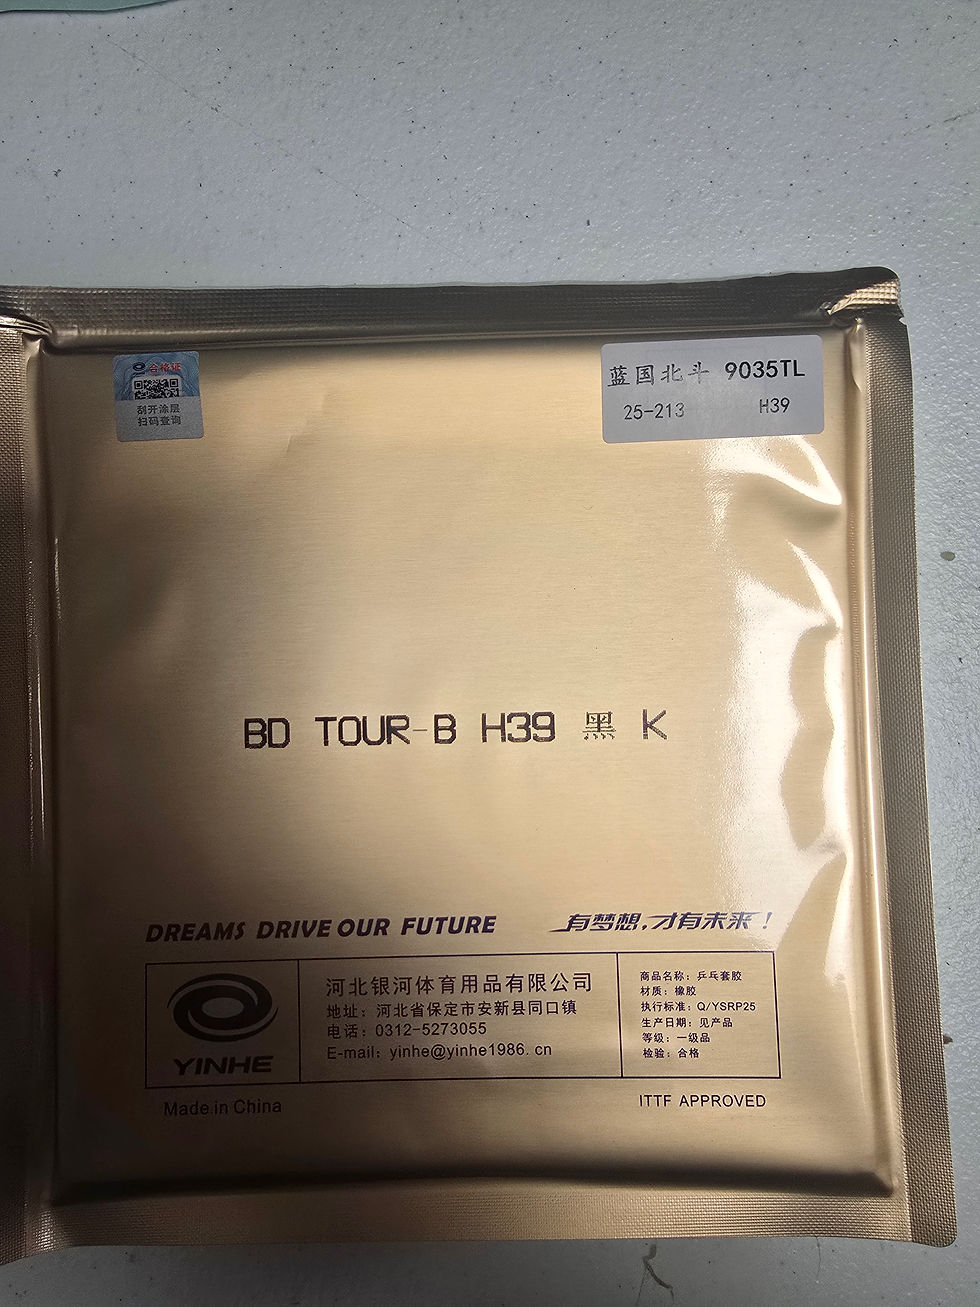 合格证
刮开涂层
扫码查询
蓝国北斗 9035TL
25-213 H39
BD TOUR-B H39 黑 K
DREAMS DRIVE OUR FUTURE
有梦想,才有未来!
YINHE
河北银河体育用品有限公司
地址：河北省保定市安新县同口镇
电话：0312-5273055
E-mail：yinhe@yinhe1986.cn
商品名称：乒乓套胶
材质：橡胶
执行标准：Q/YSRP25
生产日期：见产品
等级：一级品
检验：合格
Made in China
ITTF APPROVED